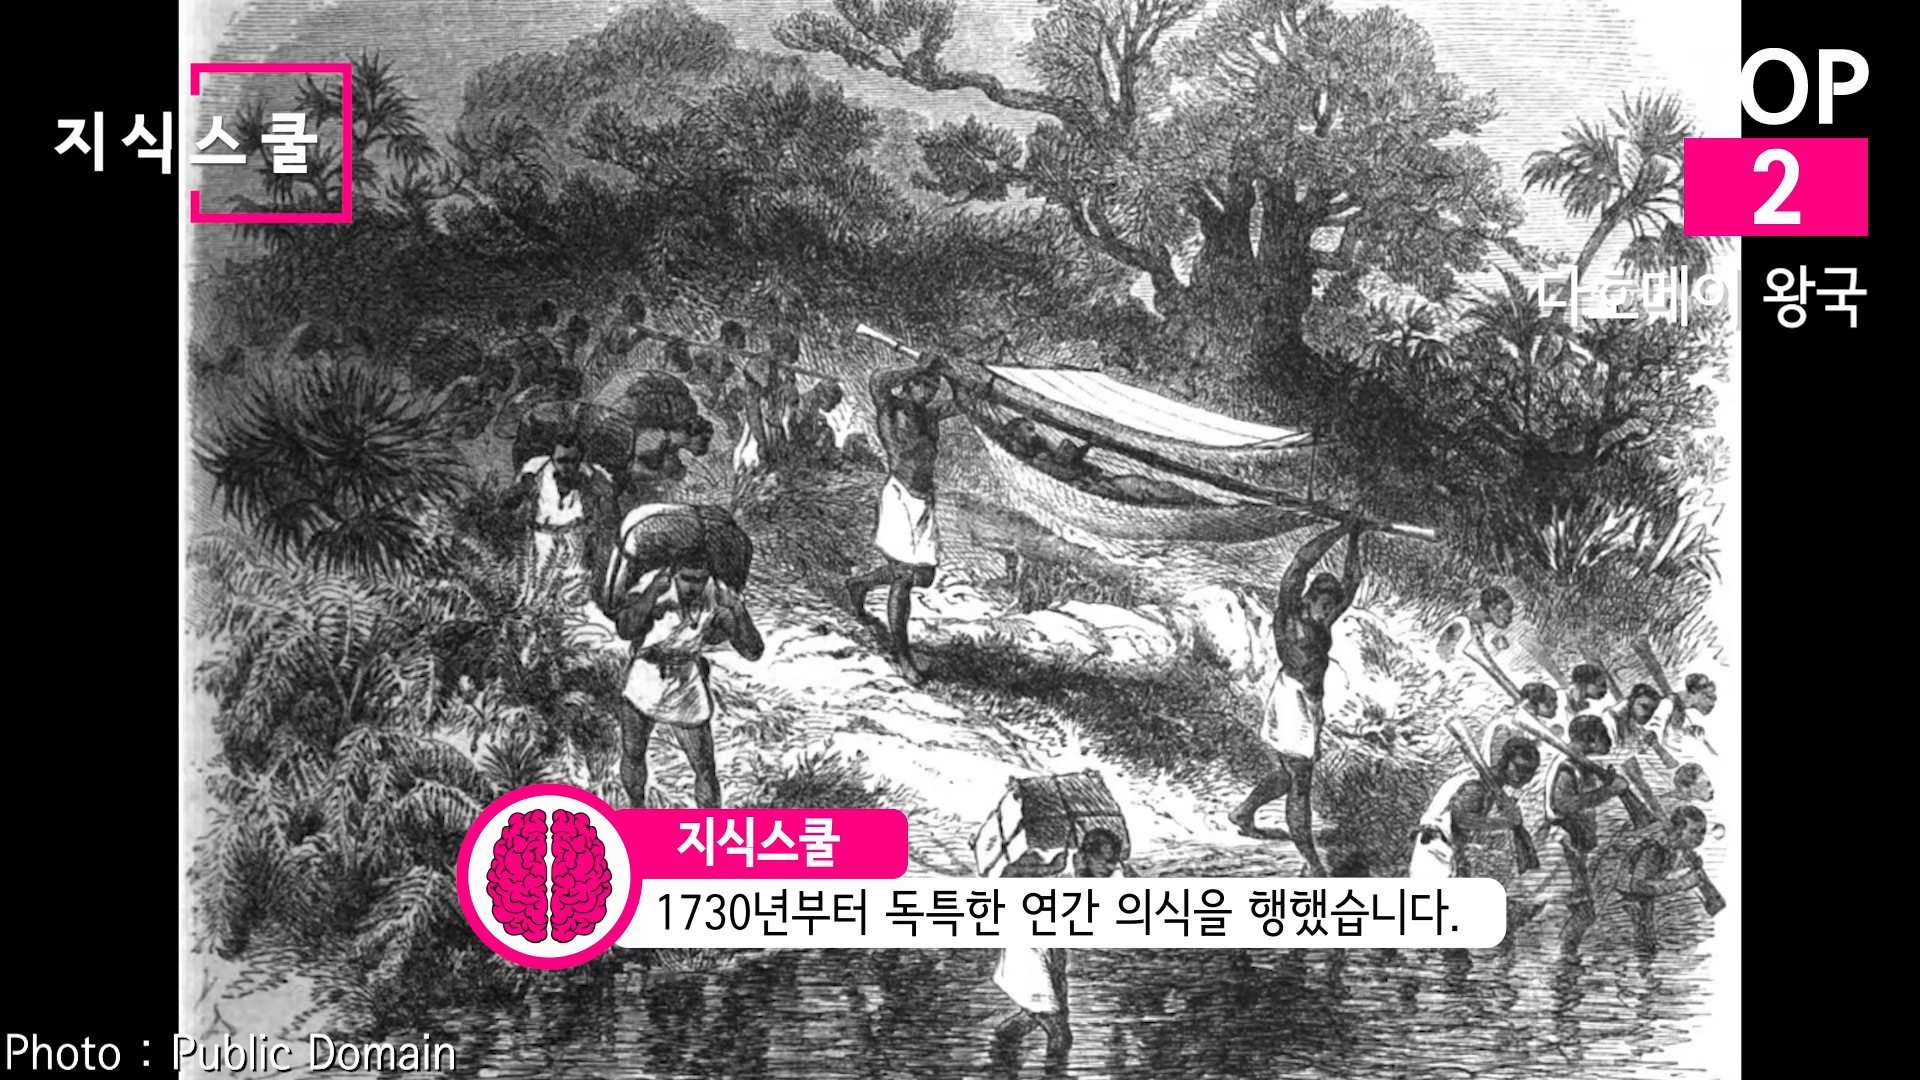 지식스쿨
TOP
2
다호메이 왕국
지식스쿨
1730년부터 독특한 연간 의식을 행했습니다.
Photo : Public Domain